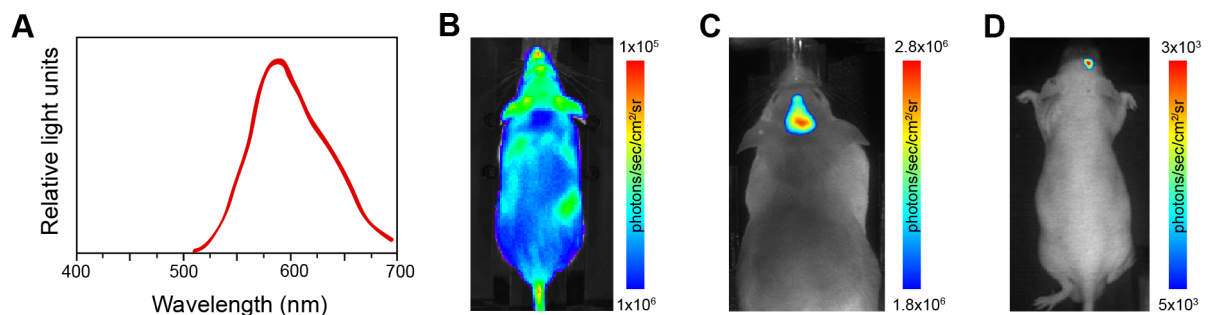 A
Relative light units
400
500
600
700
Wavelength (nm)
B
1x10⁵
photons/sec/cm²/sr
1x10⁶
C
2.8x10⁶
photons/sec/cm²/sr
1.8x10⁶
D
3x10³
photons/sec/cm²/sr
5x10³